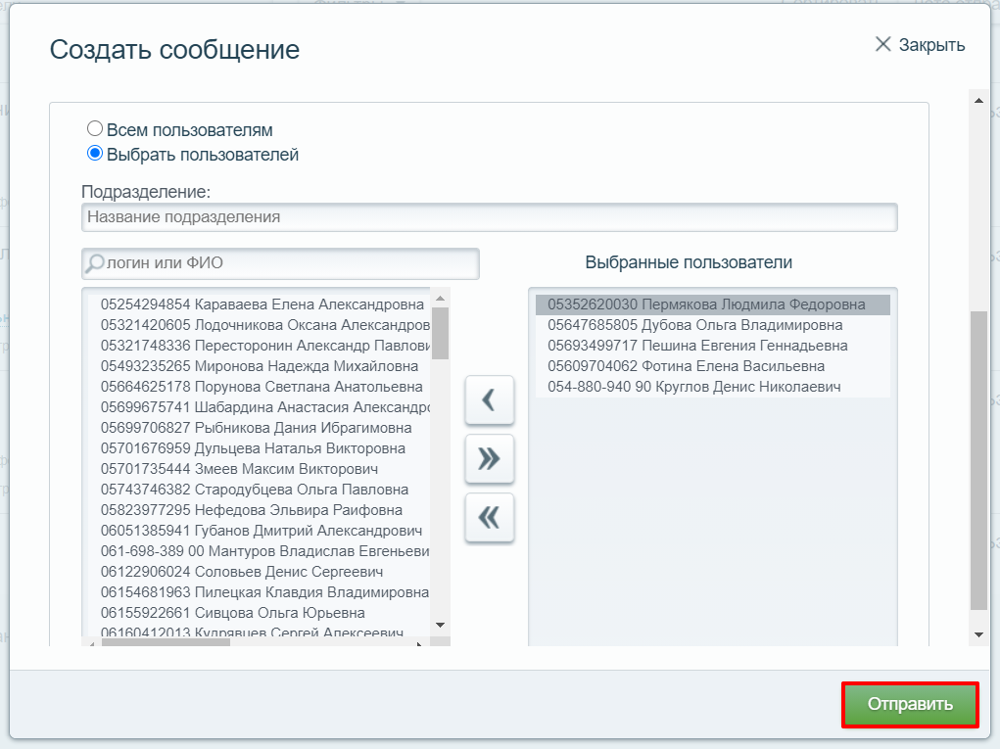 Создать сообщение
Закрыть
Всем пользователям
Выбрать пользователей
Подразделение:
Название подразделения
логин или ФИО
Выбранные пользователи
05254294854 Караваева Елена Александровна
05321420605 Лодочникова Оксана Александров
05321748336 Пересторонин Александр Павлови
05493235265 Миронова Надежда Михайловна
05664625178 Порунова Светлана Анатольевна
05699675741 Шабардина Анастасия Александро
05699706827 Рыбникова Дания Ибрагимовна
05701676959 Дульцева Наталья Викторовна
05701735444 Змеев Максим Викторович
05743746382 Стародубцева Ольга Павловна
05823977295 Нефедова Эльвира Раифовна
06051385941 Губанов Дмитрий Александрович
061-698-389 00 Мантуров Владислав Евгеньеви
06122906024 Соловьев Денис Сергеевич
06154681963 Пилецкая Клавдия Владимировна
06155922661 Сивцова Ольга Юрьевна
06160412013 Кудрявцев Сергей Алексеевич
05352620030 Пермякова Людмила Федоровна
05647685805 Дубова Ольга Владимировна
05693499717 Пешина Евгения Геннадьевна
05609704062 Фотина Елена Васильевна
054-880-940 90 Круглов Денис Николаевич
Отправить